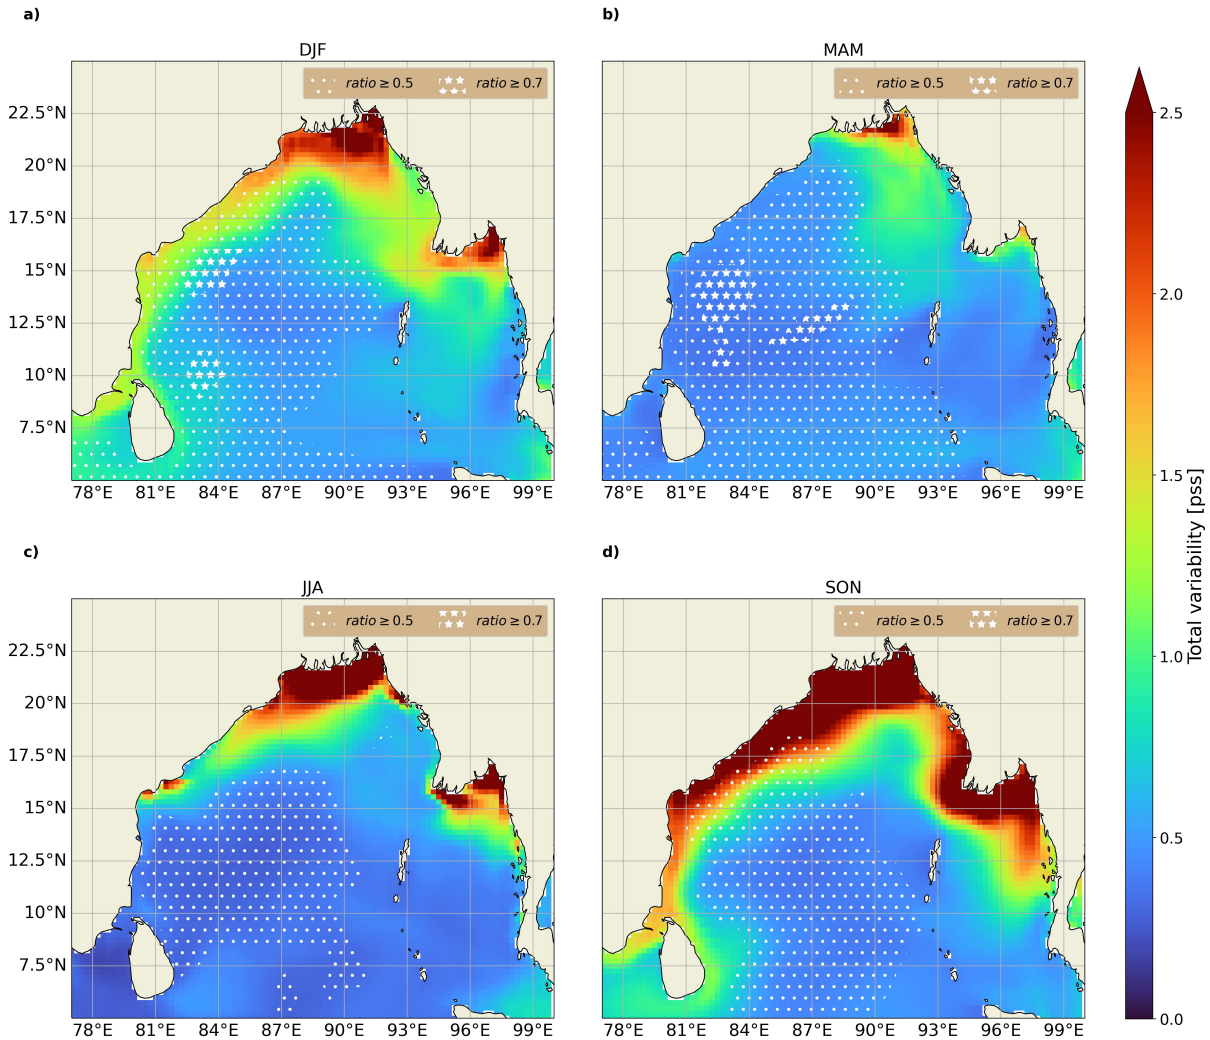 a)
DJF
ratio ≥ 0.5 ratio ≥ 0.7
22.5°N
20°N
17.5°N
15°N
12.5°N
10°N
7.5°N
78°E 81°E 84°E 87°E 90°E 93°E 96°E 99°E
b)
MAM
ratio ≥ 0.5 ratio ≥ 0.7
78°E 81°E 84°E 87°E 90°E 93°E 96°E 99°E
c)
JJA
ratio ≥ 0.5 ratio ≥ 0.7
22.5°N
20°N
17.5°N
15°N
12.5°N
10°N
7.5°N
78°E 81°E 84°E 87°E 90°E 93°E 96°E 99°E
d)
SON
ratio ≥ 0.5 ratio ≥ 0.7
78°E 81°E 84°E 87°E 90°E 93°E 96°E 99°E
2.5
2.0
1.5
1.0
0.5
0.0
Total variability [pss]